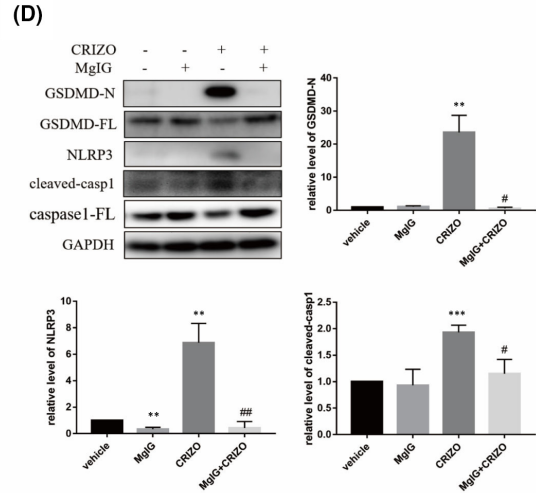 (D)
CRIZO - - + +
MgIG - + - +
GSDMD-N
GSDMD-FL
NLRP3
cleaved-casp1
caspase1-FL
GAPDH
relative level of GSDMD-N
40
30
20
10
0
**
#
vehicle
MgIG
CRIZO
MgIG+CRIZO
relative level of NLRP3
10
8
6
4
2
0
**
**
##
vehicle
MgIG
CRIZO
MgIG+CRIZO
relative level of cleaved-casp1
2.5
2.0
1.5
1.0
0.5
0.0
***
#
vehicle
MgIG
CRIZO
MgIG+CRIZO